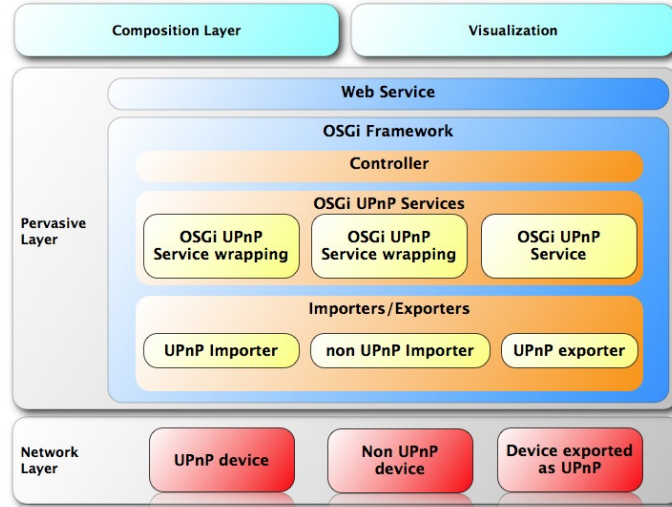 Composition Layer
Visualization
Web Service
OSGi Framework
Controller
Pervasive
Layer
OSGi UPnP Services
OSGi UPnP
Service wrapping
OSGi UPnP
Service wrapping
OSGi UPnP
Service
Importers/Exporters
UPnP Importer
non UPnP Importer
UPnP exporter
Network
Layer
UPnP device
Non UPnP
device
Device exported
as UPnP